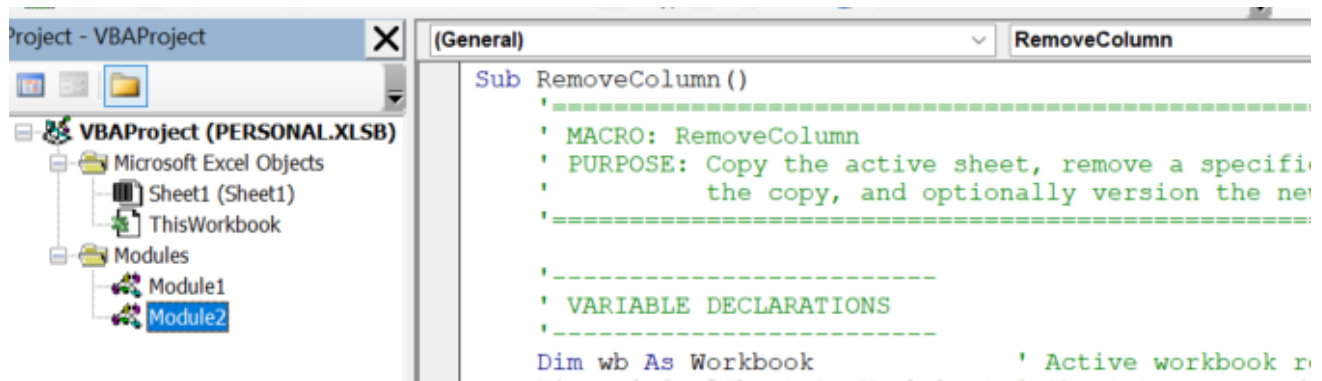 Project - VBAProject
VBAProject (PERSONAL.XLSB)
Microsoft Excel Objects
Sheet1 (Sheet1)
ThisWorkbook
Modules
Module1
Module2
(General)
RemoveColumn
Sub RemoveColumn()
'==================================================
' MACRO: RemoveColumn
' PURPOSE: Copy the active sheet, remove a specifi
' the copy, and optionally version the ne
'==================================================
'-------------------------
' VARIABLE DECLARATIONS
'-------------------------
Dim wb As Workbook ' Active workbook r